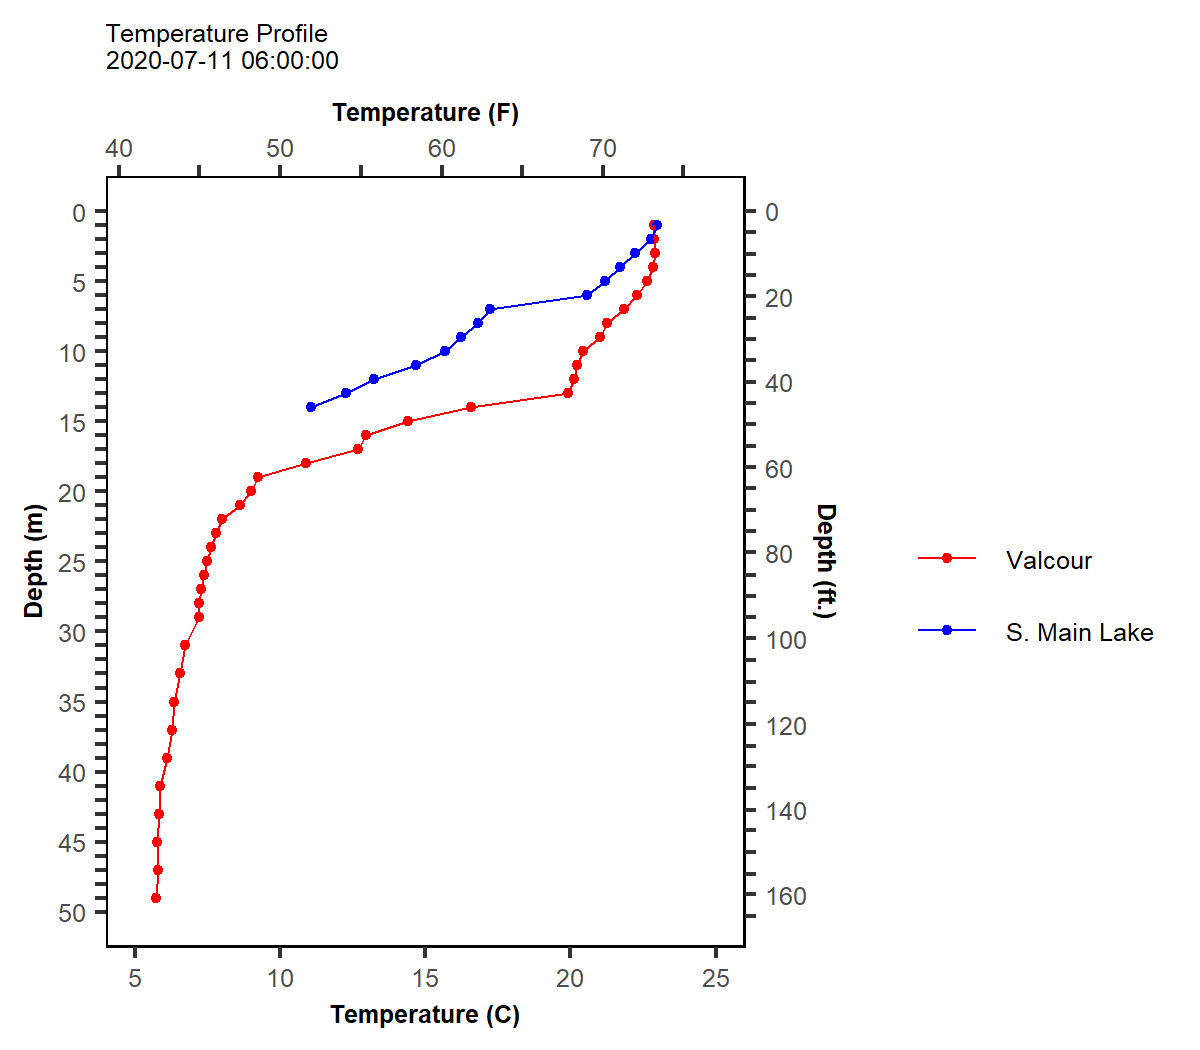 Temperature Profile
2020-07-11 06:00:00
Temperature (F)
40 50 60 70
0
5
10
15
20
25
30
35
40
45
50
Depth (m)
0
20
40
60
80
100
120
140
160
Depth (ft.)
Valcour
S. Main Lake
5 10 15 20 25
Temperature (C)